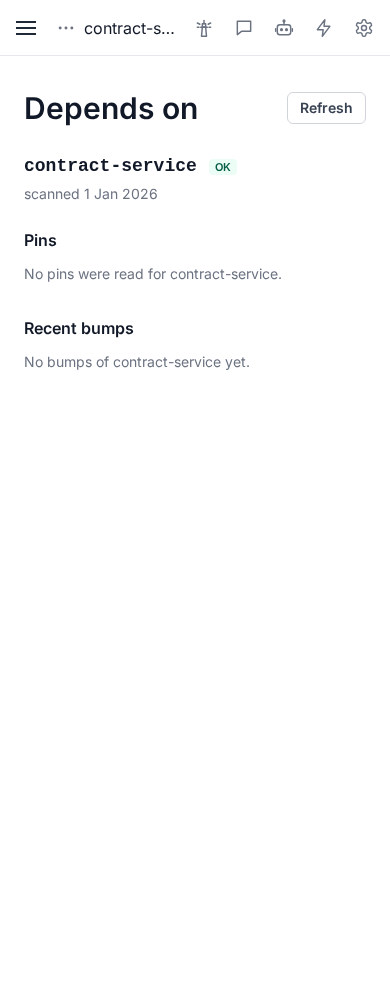 contract-s...
Depends on
Refresh
contract-service OK
scanned 1 Jan 2026
Pins
No pins were read for contract-service.
Recent bumps
No bumps of contract-service yet.